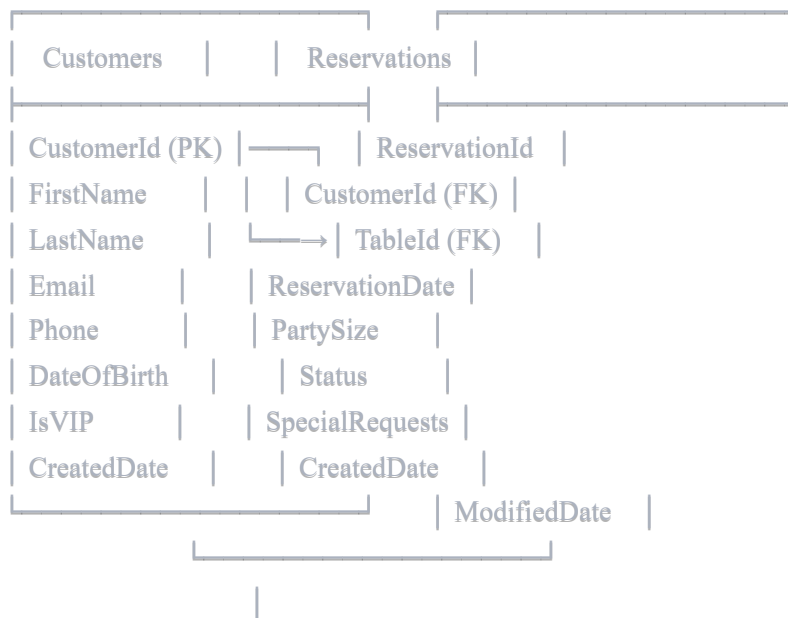 Customers Reservations
CustomerId (PK) ReservationId
FirstName CustomerId (FK)
LastName TableId (FK)
Email ReservationDate
Phone PartySize
DateOfBirth Status
IsVIP SpecialRequests
CreatedDate CreatedDate
ModifiedDate